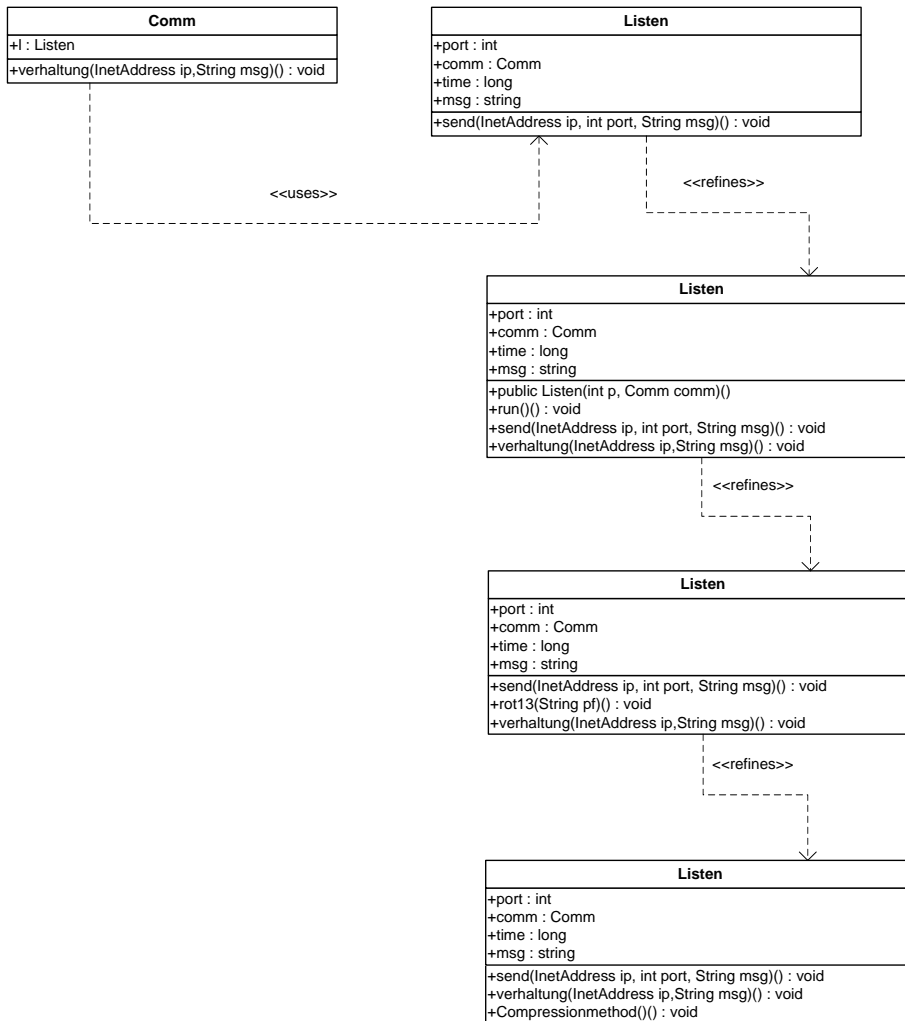 Comm
+l : Listen
+verhaltung(InetAddress ip,String msg)() : void
Listen
+port : int
+comm : Comm
+time : long
+msg : string
+send(InetAddress ip, int port, String msg)() : void
<<uses>>
<<refines>>
Listen
+port : int
+comm : Comm
+time : long
+msg : string
+public Listen(int p, Comm comm)()
+run()() : void
+send(InetAddress ip, int port, String msg)() : void
+verhaltung(InetAddress ip,String msg)() : void
<<refines>>
Listen
+port : int
+comm : Comm
+time : long
+msg : string
+send(InetAddress ip, int port, String msg)() : void
+rot13(String pf)() : void
+verhaltung(InetAddress ip,String msg)() : void
<<refines>>
Listen
+port : int
+comm : Comm
+time : long
+msg : string
+send(InetAddress ip, int port, String msg)() : void
+verhaltung(InetAddress ip,String msg)() : void
+Compressionmethod()() : void